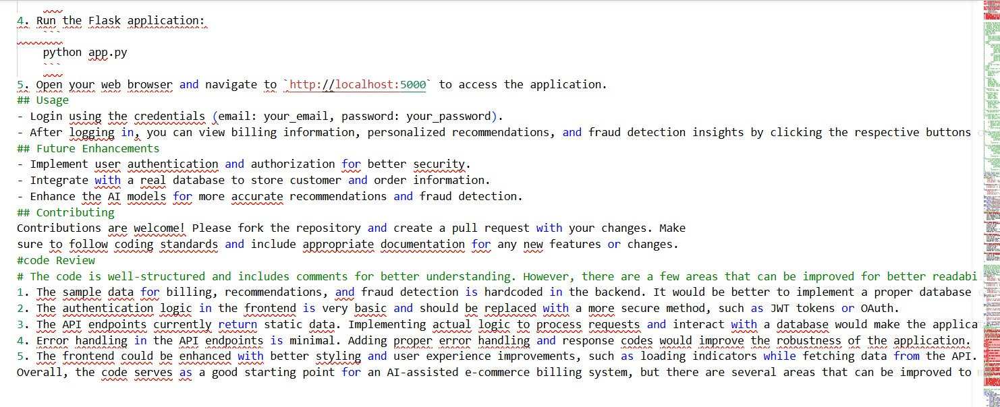 ```
4. Run the Flask application:
```
python app.py
```
5. Open your web browser and navigate to `http://localhost:5000` to access the application.
## Usage
- Login using the credentials (email: your_email, password: your_password).
- After logging in, you can view billing information, personalized recommendations, and fraud detection insights by clicking the respective buttons
## Future Enhancements
- Implement user authentication and authorization for better security.
- Integrate with a real database to store customer and order information.
- Enhance the AI models for more accurate recommendations and fraud detection.
## Contributing
Contributions are welcome! Please fork the repository and create a pull request with your changes. Make
sure to follow coding standards and include appropriate documentation for any new features or changes.
#code Review
# The code is well-structured and includes comments for better understanding. However, there are a few areas that can be improved for better readabi
1. The sample data for billing, recommendations, and fraud detection is hardcoded in the backend. It would be better to implement a proper database
2. The authentication logic in the frontend is very basic and should be replaced with a more secure method, such as JWT tokens or OAuth.
3. The API endpoints currently return static data. Implementing actual logic to process requests and interact with a database would make the applica
4. Error handling in the API endpoints is minimal. Adding proper error handling and response codes would improve the robustness of the application.
5. The frontend could be enhanced with better styling and user experience improvements, such as loading indicators while fetching data from the API.
Overall, the code serves as a good starting point for an AI-assisted e-commerce billing system, but there are several areas that can be improved to